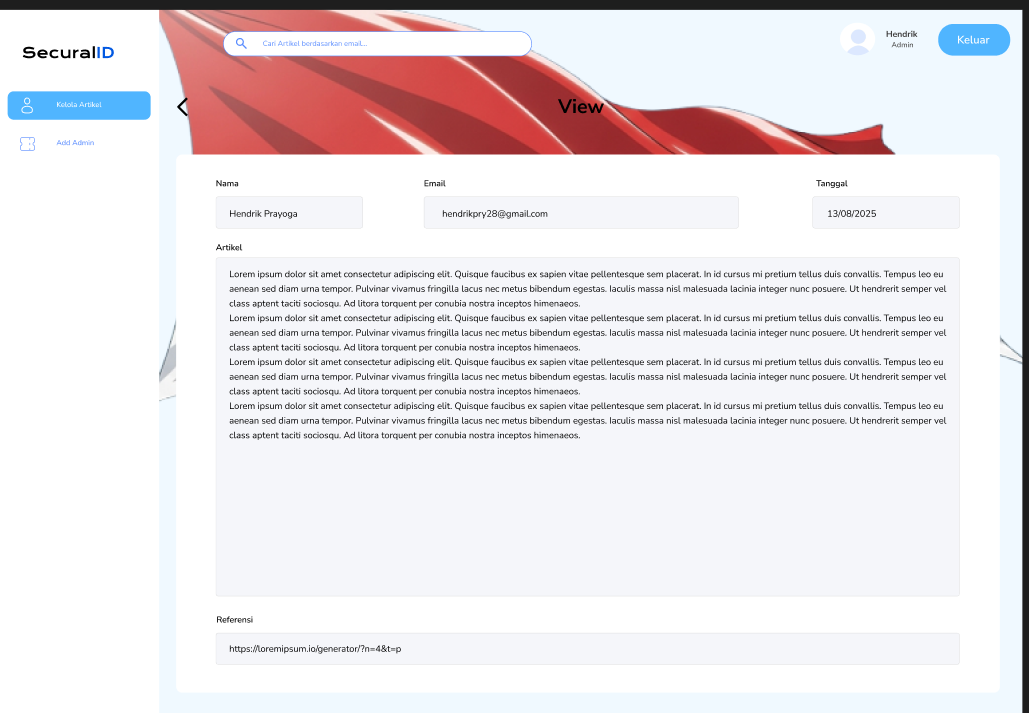 SecuralID
Cari Artikel berdasarkan email...
Hendrik
Admin
Keluar
Kelola Artikel
Add Admin
View
Nama
Email
Tanggal
Hendrik Prayoga
hendrikpry28@gmail.com
13/08/2025
Artikel
Lorem ipsum dolor sit amet consectetur adipiscing elit. Quisque faucibus ex sapien vitae pellentesque sem placerat. In id cursus mi pretium tellus duis convallis. Tempus leo eu
aenean sed diam urna tempor. Pulvinar vivamus fringilla lacus nec metus bibendum egestas. Iaculis massa nisl malesuada lacinia integer nunc posuere. Ut hendrerit semper vel
class aptent taciti sociosqu. Ad litora torquent per conubia nostra inceptos himenaeos.
Lorem ipsum dolor sit amet consectetur adipiscing elit. Quisque faucibus ex sapien vitae pellentesque sem placerat. In id cursus mi pretium tellus duis convallis. Tempus leo eu
aenean sed diam urna tempor. Pulvinar vivamus fringilla lacus nec metus bibendum egestas. Iaculis massa nisl malesuada lacinia integer nunc posuere. Ut hendrerit semper vel
class aptent taciti sociosqu. Ad litora torquent per conubia nostra inceptos himenaeos.
Lorem ipsum dolor sit amet consectetur adipiscing elit. Quisque faucibus ex sapien vitae pellentesque sem placerat. In id cursus mi pretium tellus duis convallis. Tempus leo eu
aenean sed diam urna tempor. Pulvinar vivamus fringilla lacus nec metus bibendum egestas. Iaculis massa nisl malesuada lacinia integer nunc posuere. Ut hendrerit semper vel
class aptent taciti sociosqu. Ad litora torquent per conubia nostra inceptos himenaeos.
Lorem ipsum dolor sit amet consectetur adipiscing elit. Quisque faucibus ex sapien vitae pellentesque sem placerat. In id cursus mi pretium tellus duis convallis. Tempus leo eu
aenean sed diam urna tempor. Pulvinar vivamus fringilla lacus nec metus bibendum egestas. Iaculis massa nisl malesuada lacinia integer nunc posuere. Ut hendrerit semper vel
class aptent taciti sociosqu. Ad litora torquent per conubia nostra inceptos himenaeos.
Referensi
https://loremipsum.io/generator/?n=4&t=p